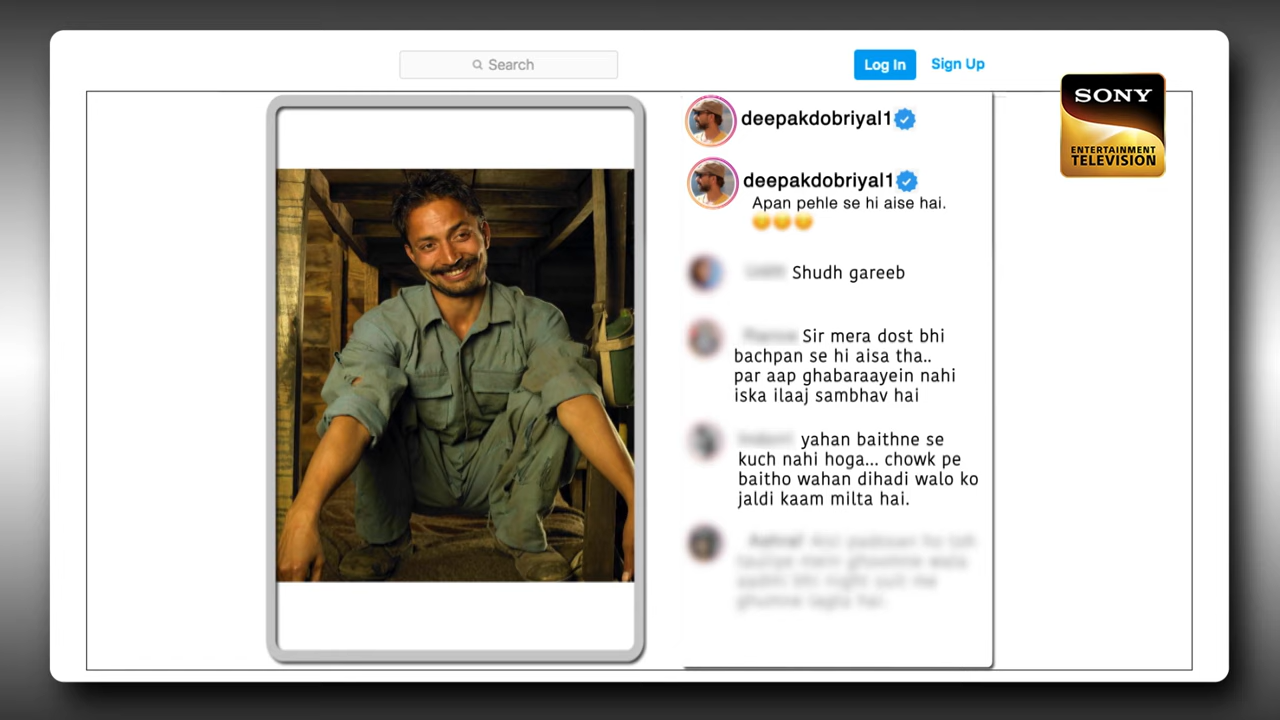 Search
Log In
Sign Up
SONY
ENTERTAINMENT
TELEVISION
deepakdobriyal1
deepakdobriyal1
Apan pehle se hi aise hai.
Shudh gareeb
Sir mera dost bhi
bachpan se hi aisa tha..
par aap ghabaraayein nahi
iska ilaaj sambhav hai
yahan baithne se
kuch nahi hoga... chowk pe
baitho wahan dihadi walo ko
jaldi kaam milta hai.